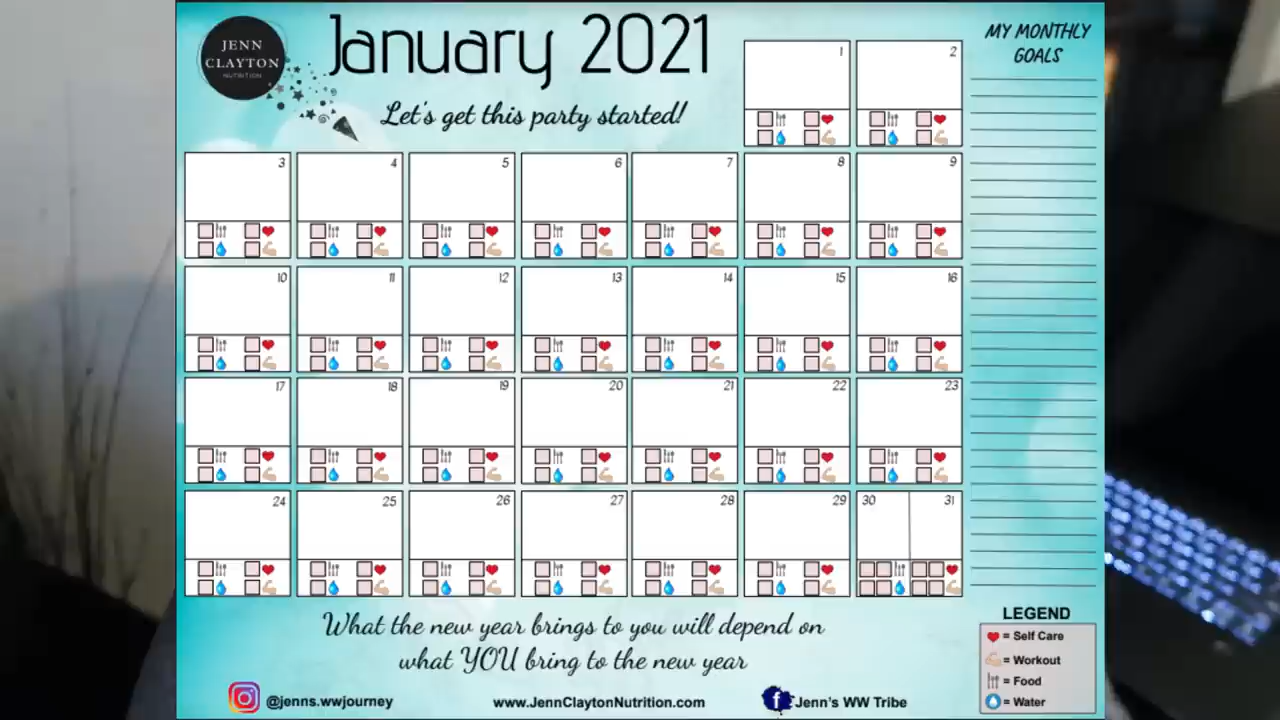 JENN
CLAYTON
NUTRITION
January 2021
Let's get this party started!
MY MONTHLY
GOALS
1
2
3
4
5
6
7
8
9
10
11
12
13
14
15
16
17
18
19
20
21
22
23
24
25
26
27
28
29
30
31
What the new year brings to you will depend on
what YOU bring to the new year
LEGEND
= Self Care
= Workout
= Food
= Water
@jenns.wwjourney
www.JennClaytonNutrition.com
f Jenn's WW Tribe